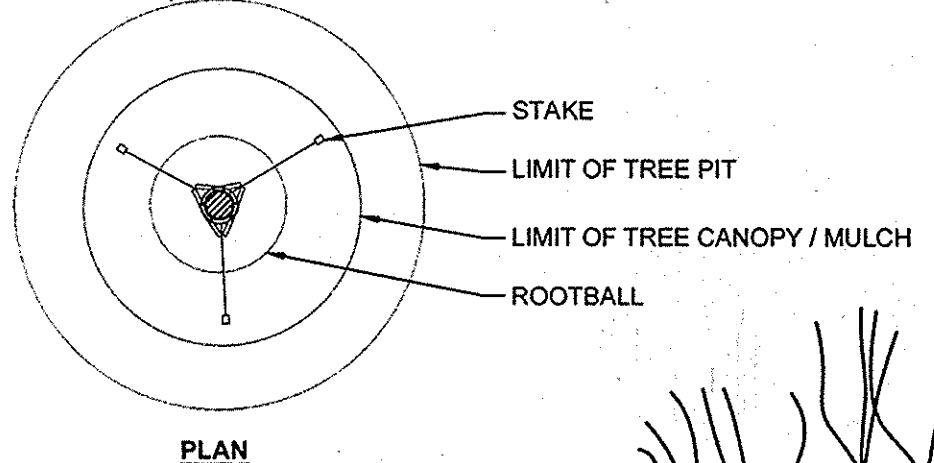 STAKE
LIMIT OF TREE PIT
LIMIT OF TREE CANOPY / MULCH
ROOTBALL
PLAN